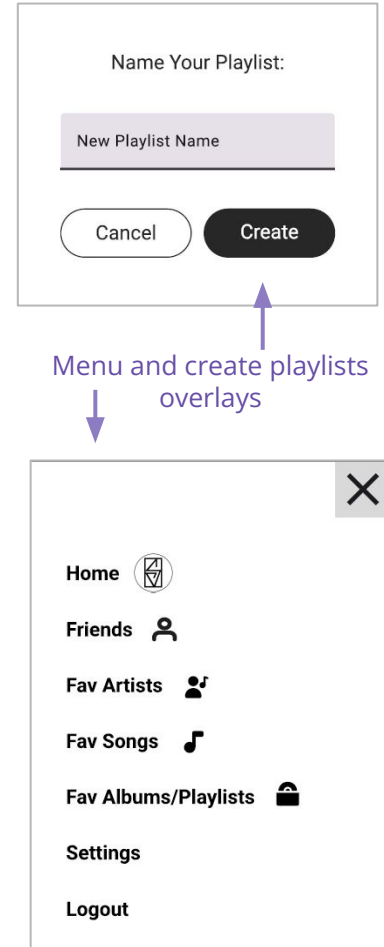 Name Your Playlist:
New Playlist Name
Cancel
Create
Menu and create playlists
overlays
Home
Friends
Fav Artists
Fav Songs
Fav Albums/Playlists
Settings
Logout